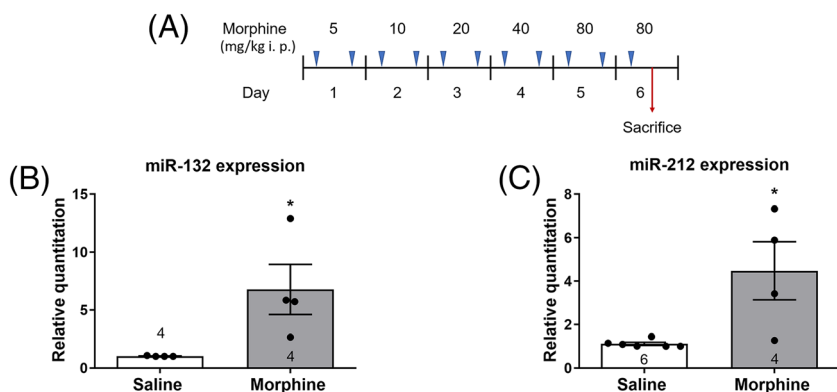 (A)
Morphine 5 10 20 40 80 80
(mg/kg i. p.)
Day 1 2 3 4 5 6
Sacrifice
(B)
miR-132 expression
Relative quantitation
15
10
5
0
*
4
4
Saline Morphine
(C)
miR-212 expression
Relative quantitation
8
6
4
2
0
*
6
4
Saline Morphine